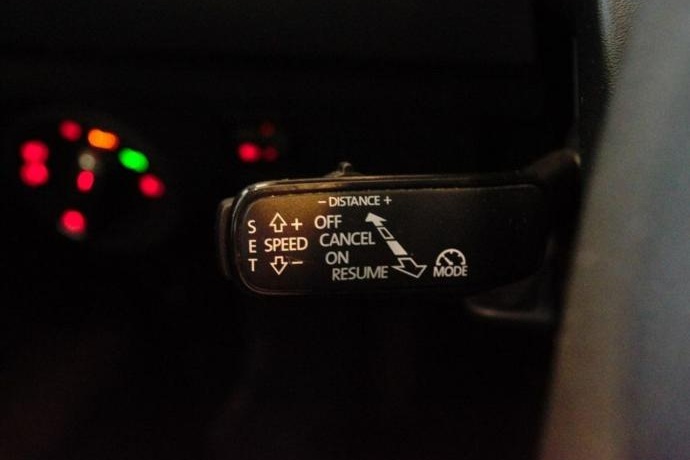 - DISTANCE +
S E T
+
SPEED
-
OFF
CANCEL
ON
RESUME
MODE